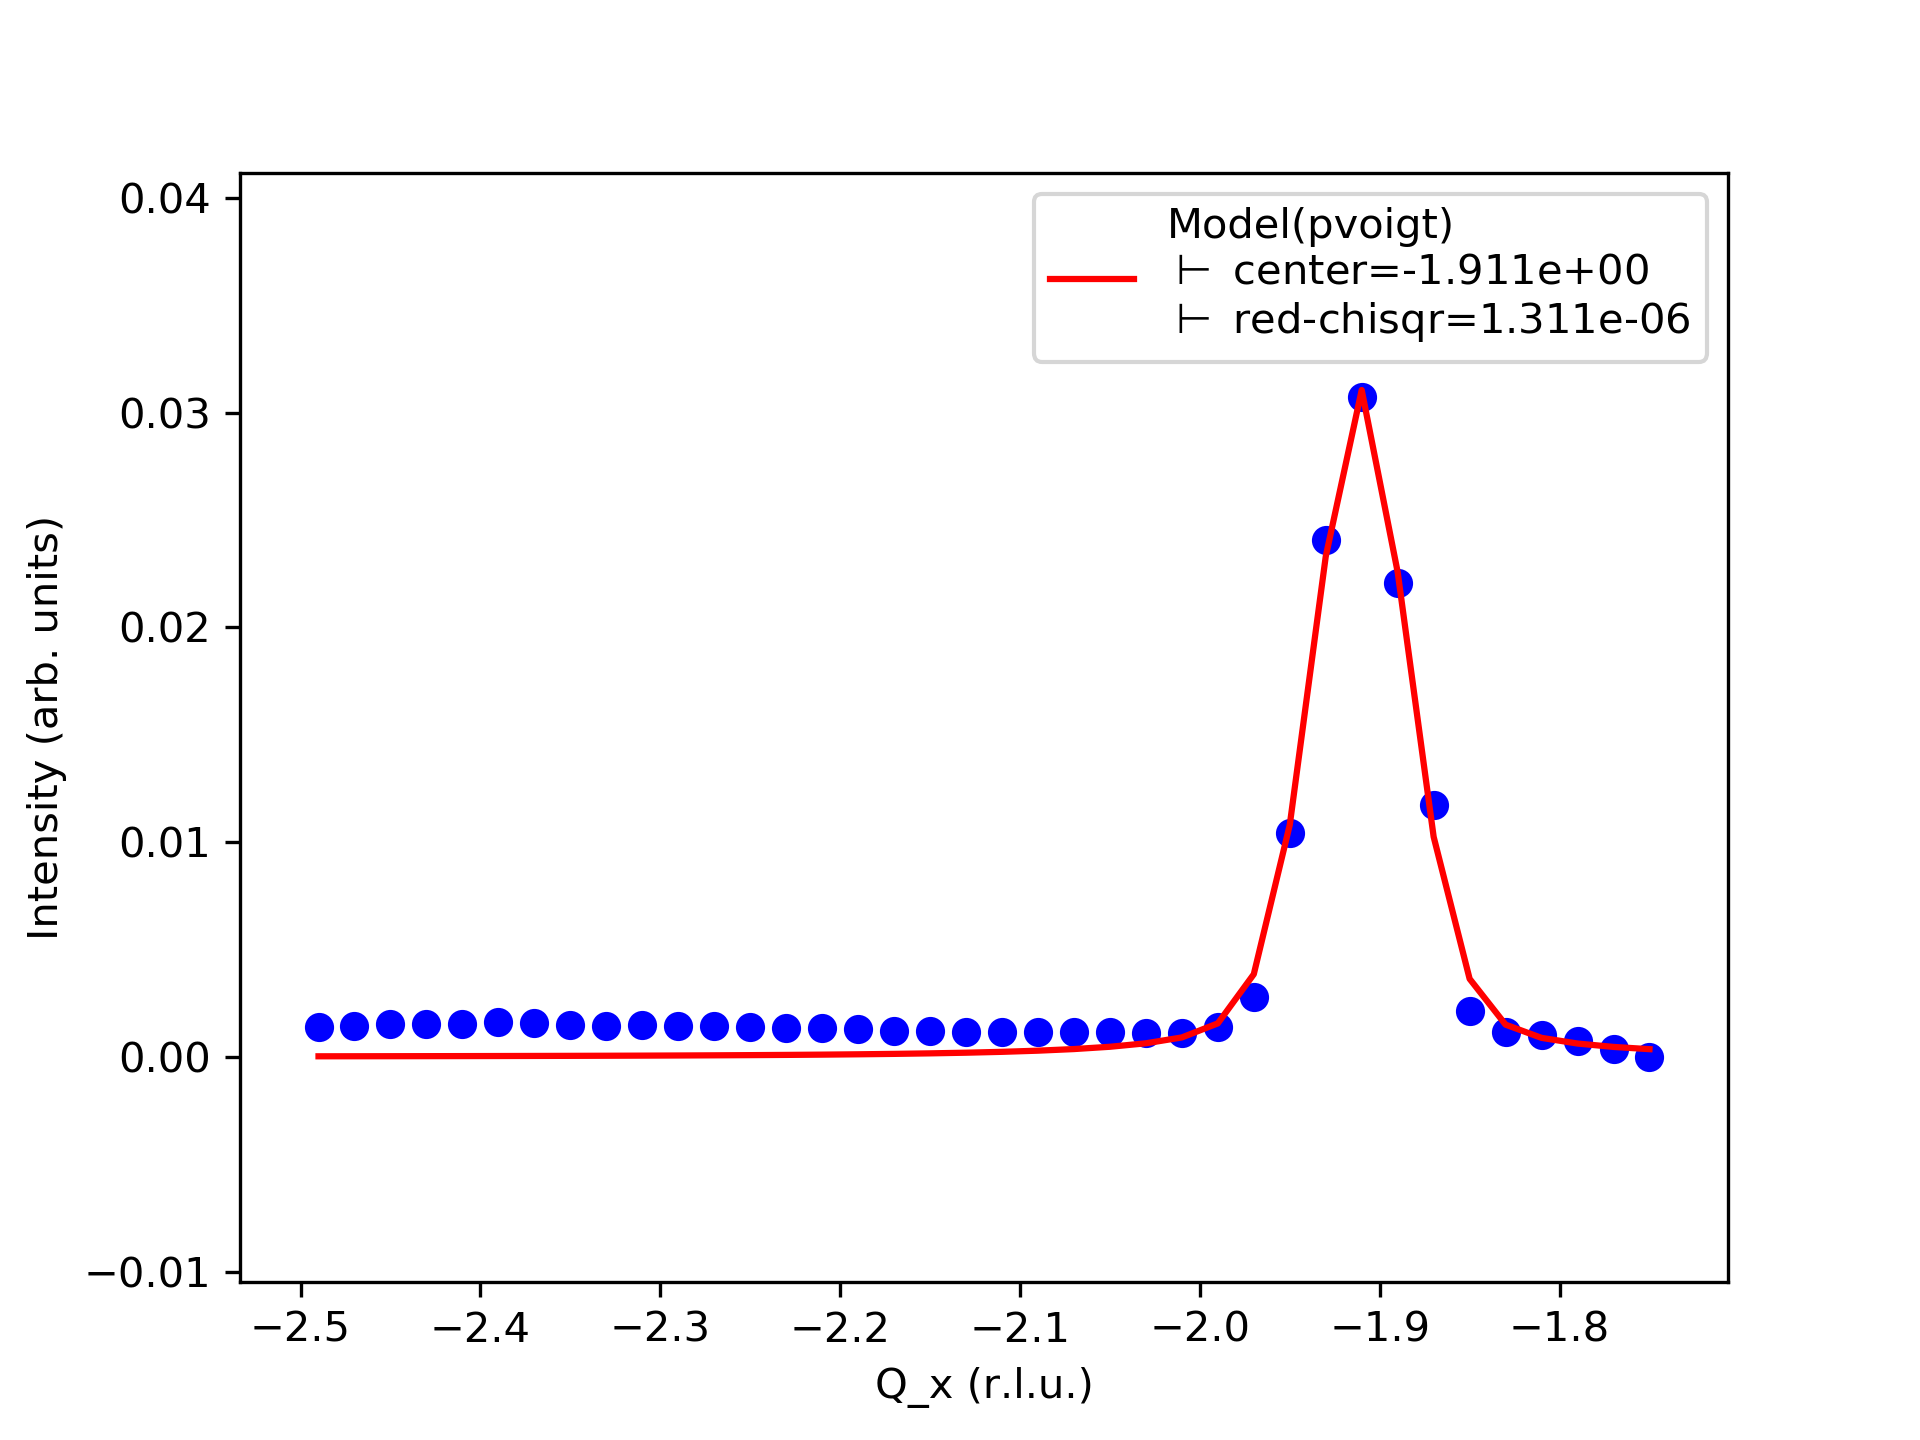 Model(pvoigt)
⊢ center=-1.911e+00
⊢ red-chisqr=1.311e-06
0.04
0.03
0.02
0.01
0.00
−0.01
Intensity (arb. units)
−2.5 −2.4 −2.3 −2.2 −2.1 −2.0 −1.9 −1.8
Q_x (r.l.u.)